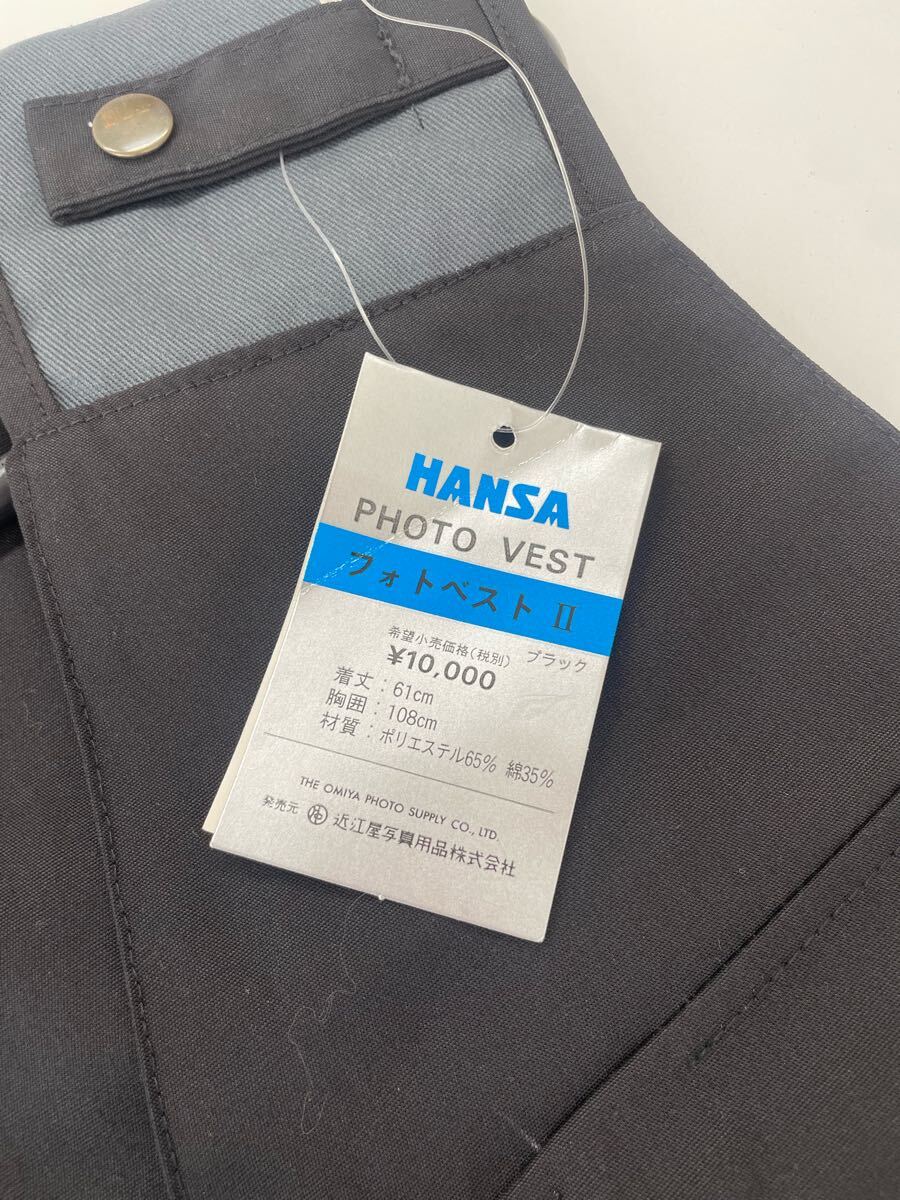 HANSA
PHOTO VEST
フォトベスト II
希望小売価格(税別) ブラック
¥10,000
着丈:61cm
胸囲:108cm
材質:ポリエステル65% 綿35%
THE OMIYA PHOTO SUPPLY CO., LTD.
発売元 近江屋写真用品株式会社